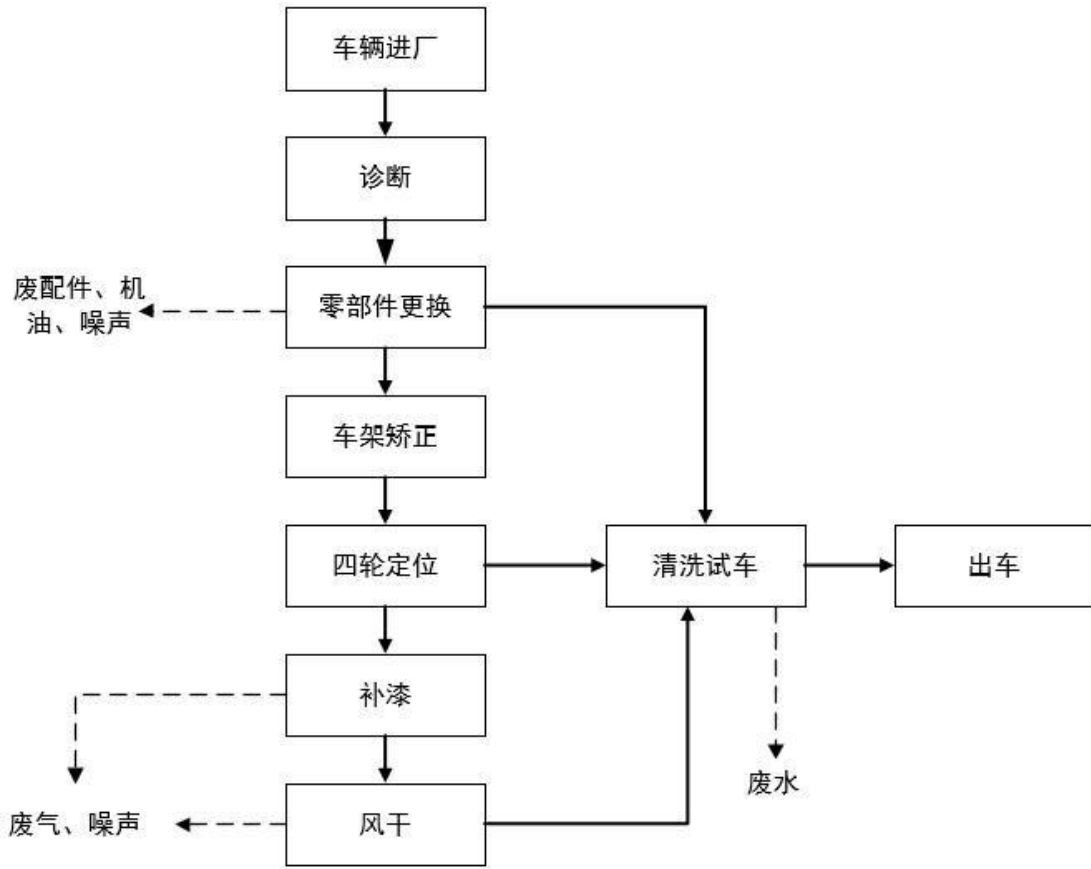 车辆进厂
诊断
废配件、机
油、噪声
零部件更换
车架矫正
四轮定位
清洗试车
出车
补漆
废水
废气、噪声
风干